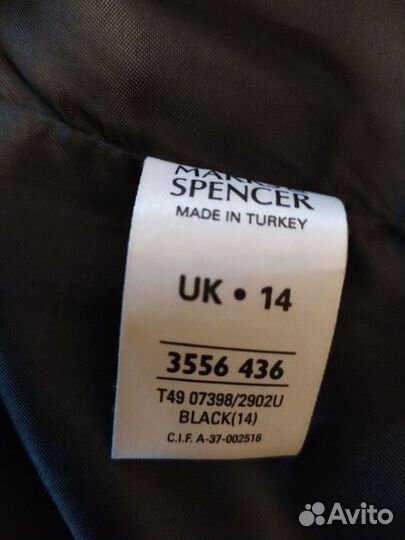 SPENCER
MADE IN TURKEY
UK • 14
3556 436
T49 07398/2902U
BLACK(14)
C.I.F. A-37-002516
Avito